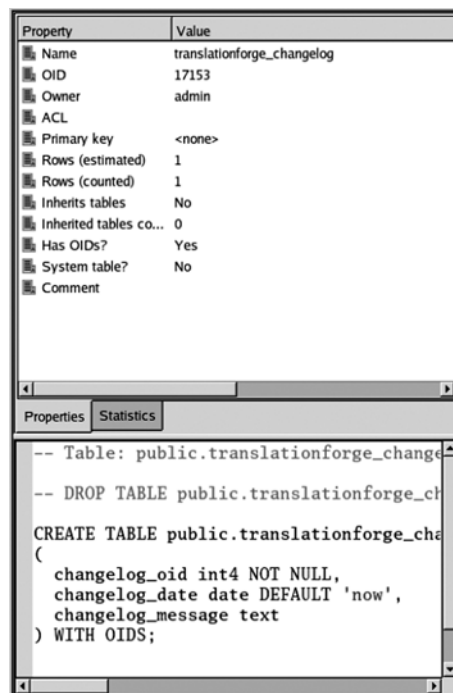 Property Value
Name translationforge_changelog
OID 17153
Owner admin
ACL
Primary key <none>
Rows (estimated) 1
Rows (counted) 1
Inherits tables No
Inherited tables co... 0
Has OIDs? Yes
System table? No
Comment
Properties Statistics
-- Table: public.translationforge_change
-- DROP TABLE public.translationforge_ch
CREATE TABLE public.translationforge_cha
(
changelog_oid int4 NOT NULL,
changelog_date date DEFAULT 'now',
changelog_message text
) WITH OIDS;